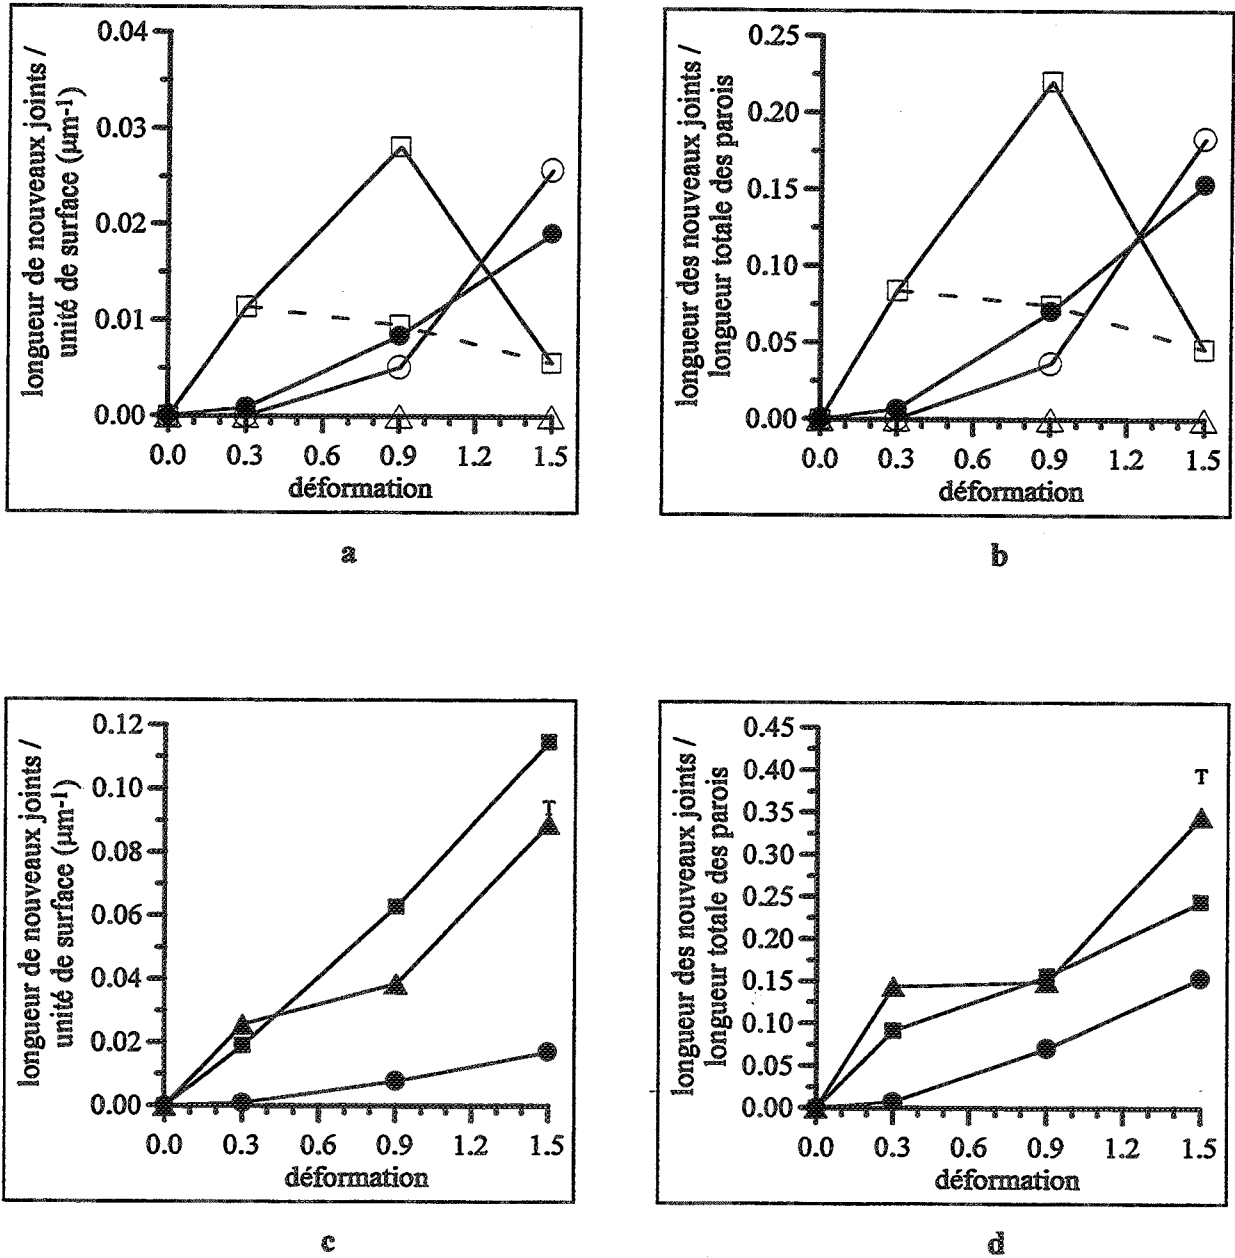 longueur de nouveaux joints /
unité de surface (µm-1)
0.04
0.03
0.02
0.01
0.00
0.0 0.3 0.6 0.9 1.2 1.5
déformation
a
longueur des nouveaux joints /
longueur totale des parois
0.25
0.20
0.15
0.10
0.05
0.00
0.0 0.3 0.6 0.9 1.2 1.5
déformation
b
longueur de nouveaux joints /
unité de surface (µm-1)
0.12
0.10
0.08
0.06
0.04
0.02
0.00
T
0.0 0.3 0.6 0.9 1.2 1.5
déformation
c
longueur des nouveaux joints /
longueur totale des parois
0.45
0.40
0.35
0.30
0.25
0.20
0.15
0.10
0.05
0.00
T
0.0 0.3 0.6 0.9 1.2 1.5
déformation
d